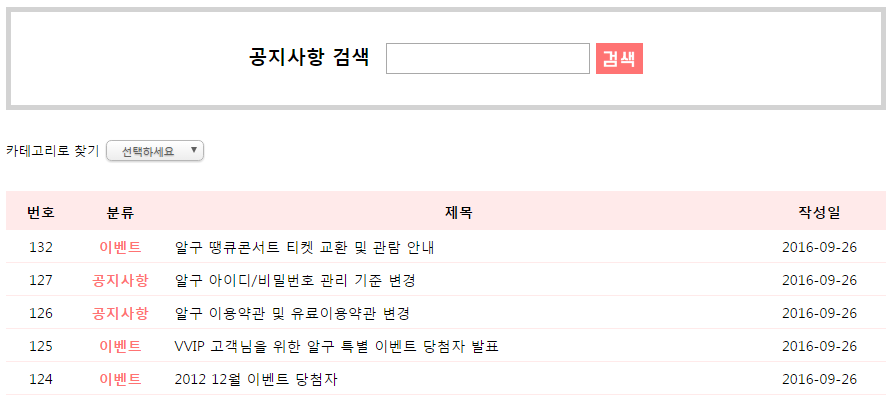 공지사항 검색 검색
카테고리로 찾기 선택하세요 ▼
번호 분류 제목 작성일
132 이벤트 알구 땡큐콘서트 티켓 교환 및 관람 안내 2016-09-26
127 공지사항 알구 아이디/비밀번호 관리 기준 변경 2016-09-26
126 공지사항 알구 이용약관 및 유료이용약관 변경 2016-09-26
125 이벤트 VVIP 고객님을 위한 알구 특별 이벤트 당첨자 발표 2016-09-26
124 이벤트 2012 12월 이벤트 당첨자 2016-09-26